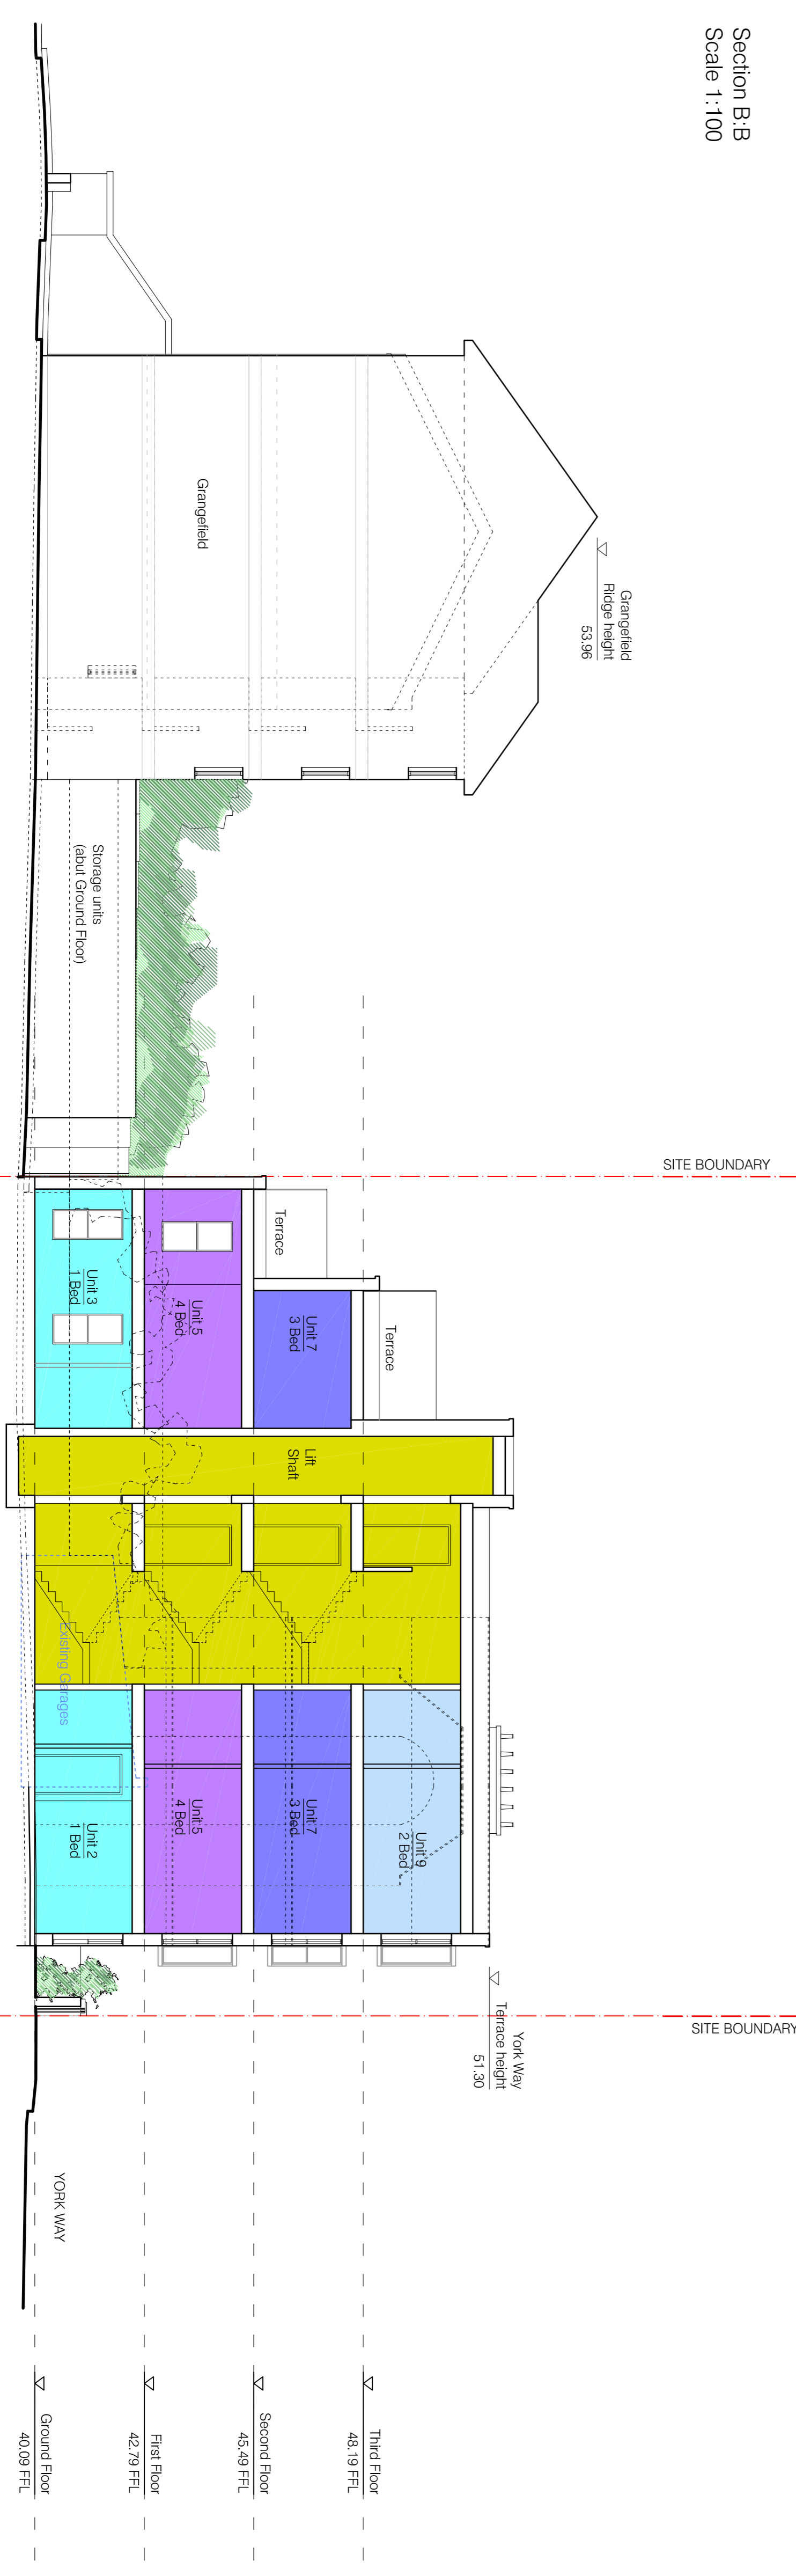 Section B:B
Scale 1:100
Grangefield
Ridge height
53.96
Grangefield
Storage units
(abut Ground Floor)
SITE BOUNDARY
Terrace
Terrace
Unit 3
1 Bed
Unit 5
4 Bed
Unit 7
3 Bed
Lift
Shaft
Existing Garages
Unit 2
1 Bed
Unit 5
4 Bed
Unit 7
3 Bed
Unit 9
2 Bed
SITE BOUNDARY
York Way
Terrace height
51.30
YORK WAY
Third Floor
48.19 FFL
Second Floor
45.49 FFL
First Floor
42.79 FFL
Ground Floor
40.09 FFL